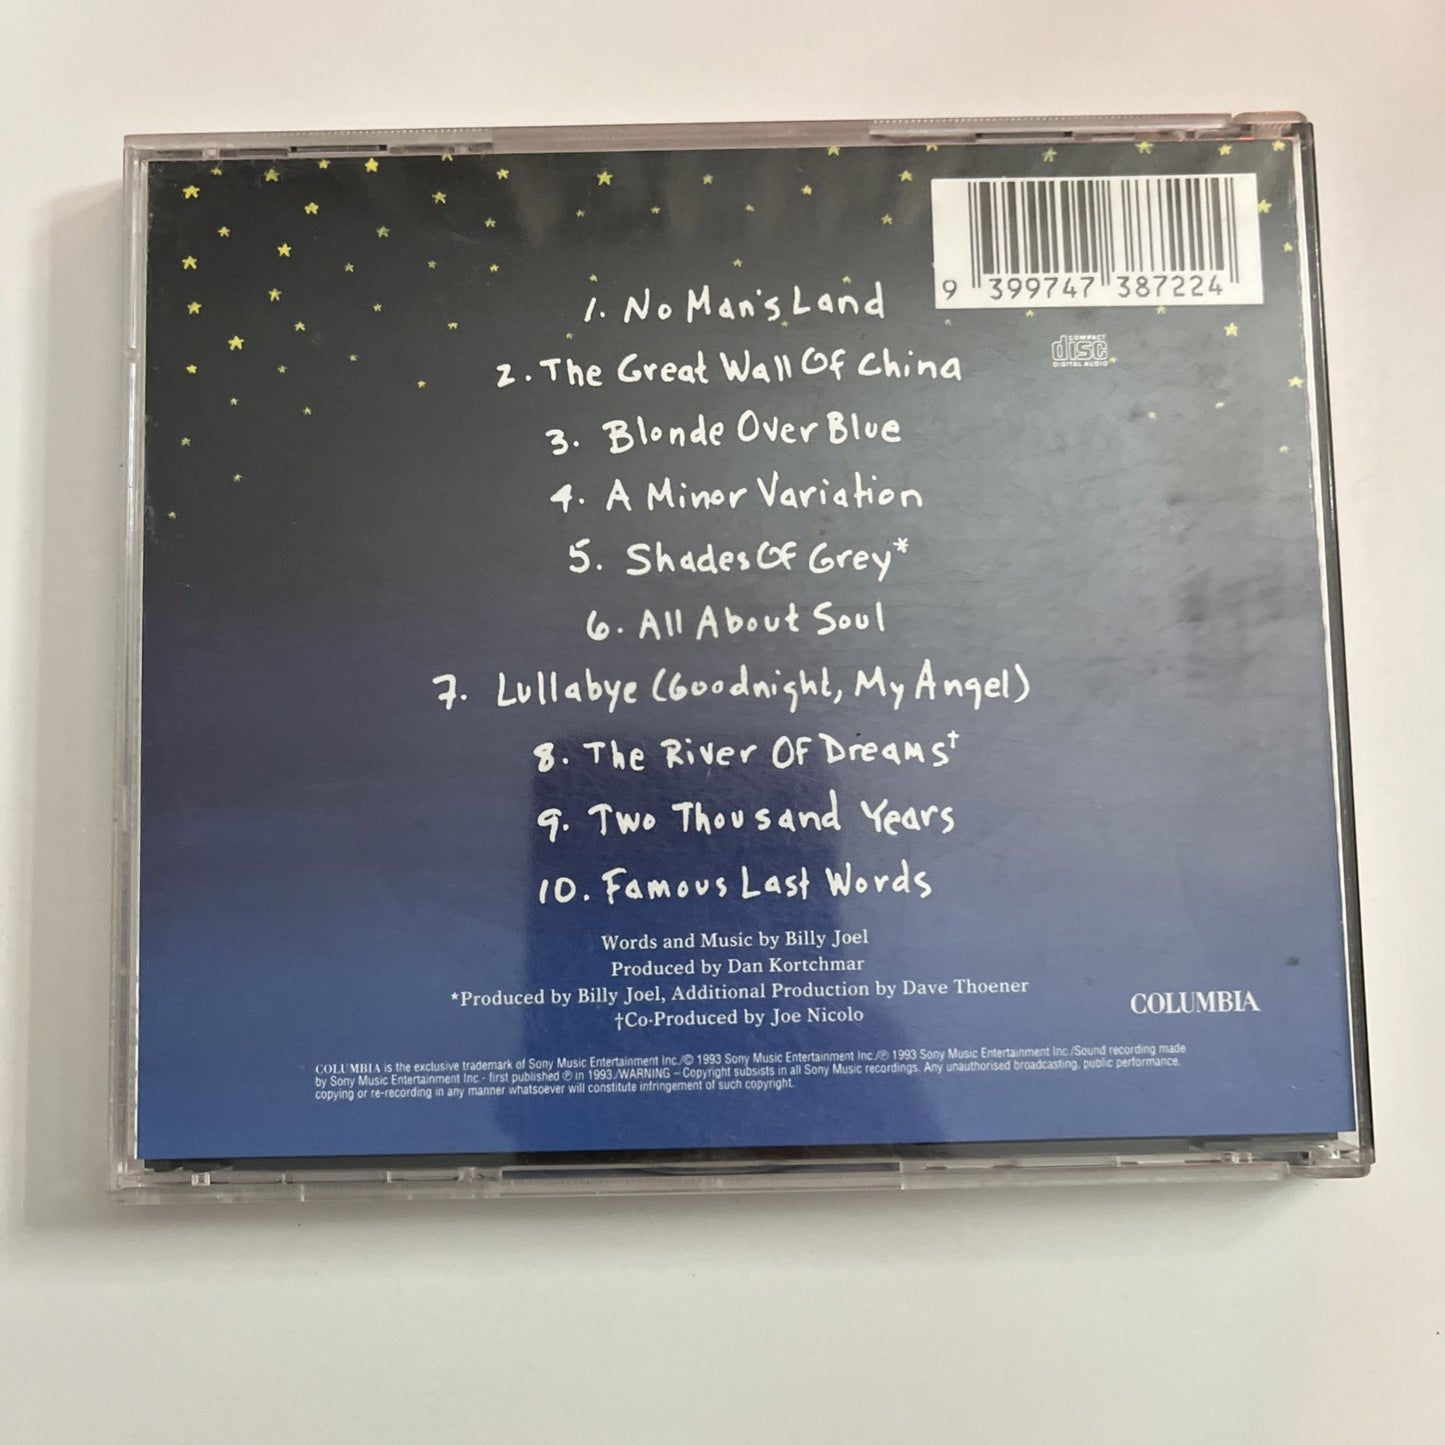 9 399747 387224
COMPACT
disc
DIGITAL AUDIO
1. No Man's Land
2. The Great Wall Of China
3. Blonde Over Blue
4. A Minor Variation
5. Shades Of Grey*
6. All About Soul
7. Lullabye (Goodnight, My Angel)
8. The River Of Dreams†
9. Two Thousand Years
10. Famous Last Words
Words and Music by Billy Joel
Produced by Dan Kortchmar
*Produced by Billy Joel, Additional Production by Dave Thoener
†Co-Produced by Joe Nicolo
COLUMBIA
COLUMBIA is the exclusive trademark of Sony Music Entertainment Inc./© 1993 Sony Music Entertainment Inc./℗ 1993 Sony Music Entertainment Inc./Sound recording made
by Sony Music Entertainment Inc.- first published ℗ in 1993./WARNING – Copyright subsists in all Sony Music recordings. Any unauthorised broadcasting, public performance,
copying or re-recording in any manner whatsoever will constitute infringement of such copyright.